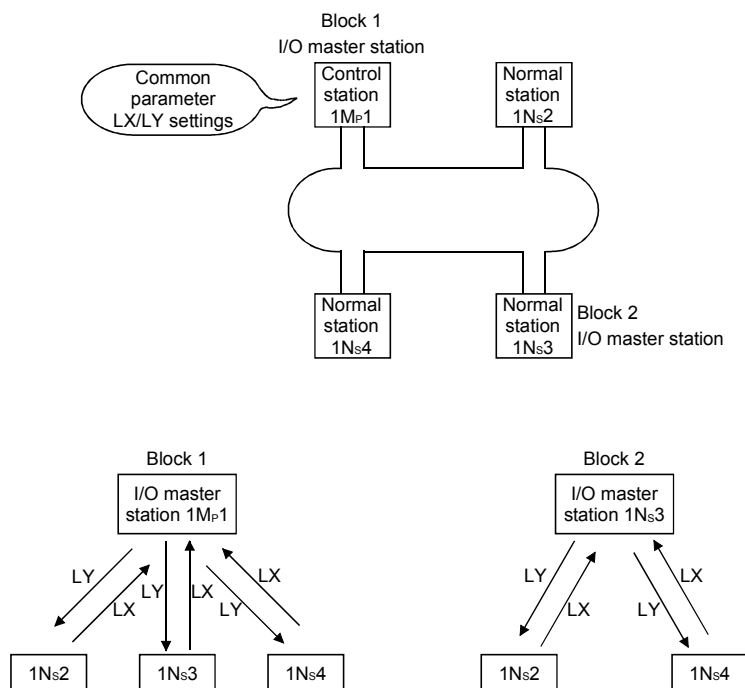 Block 1
I/O master station
Common
parameter
LX/LY settings
Control
station
1MP1
Normal
station
1NS2
Normal
station
1NS4
Normal
station
1NS3
Block 2
I/O master station
Block 1
I/O master
station 1MP1
LY
LX
LY
LX
LY
LX
1NS2
1NS3
1NS4
Block 2
I/O master
station 1NS3
LY
LX
LY
LX
1NS2
1NS4